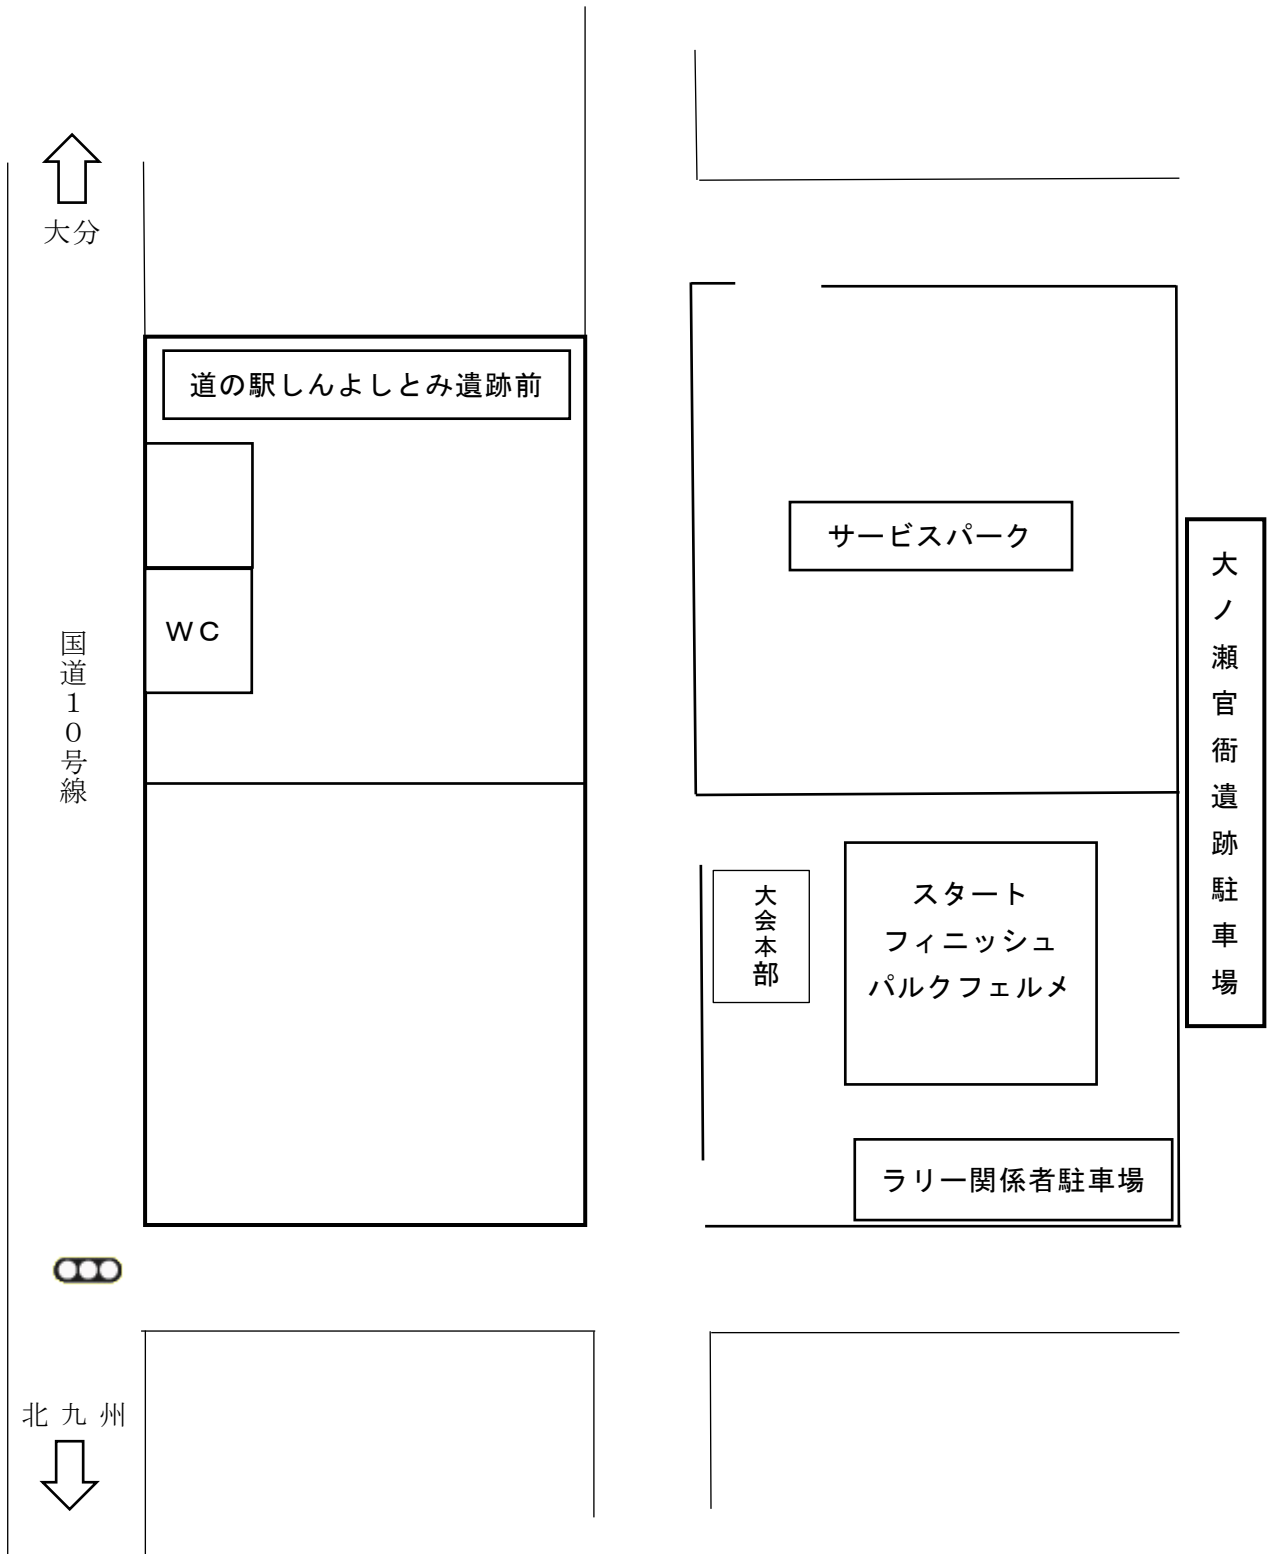 大分
道の駅しんよしとみ遺跡前
サービスパーク
大ノ瀬官衙遺跡駐車場
WC
国道10号線
大会本部
スタート
フィニッシュ
パルクフェルメ
ラリー関係者駐車場
北九州